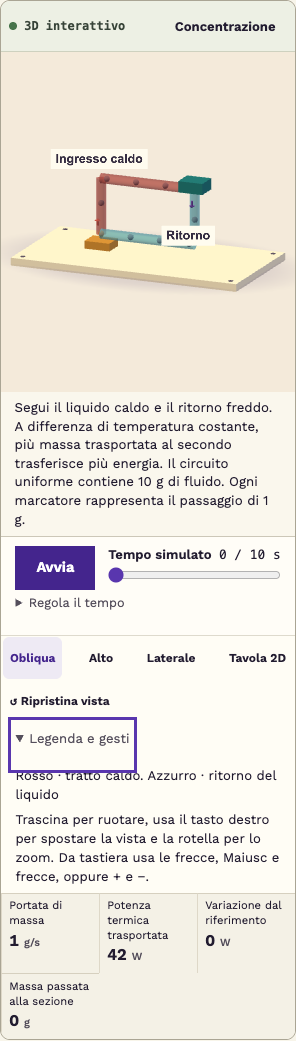 3D interattivo
Concentrazione
Ingresso caldo
Ritorno
Segui il liquido caldo e il ritorno freddo.
A differenza di temperatura costante,
più massa trasportata al secondo
trasferisce più energia. Il circuito
uniforme contiene 10 g di fluido. Ogni
marcatore rappresenta il passaggio di 1
g.
Avvia
Tempo simulato 0 / 10 s
▶ Regola il tempo
Obliqua
Alto
Laterale
Tavola 2D
↺ Ripristina vista
▼ Legenda e gesti
Rosso · tratto caldo. Azzurro · ritorno del
liquido
Trascina per ruotare, usa il tasto destro
per spostare la vista e la rotella per lo
zoom. Da tastiera usa le frecce, Maiusc e
frecce, oppure + e −.
Portata di
massa
1 g/s
Potenza
termica
trasportata
42 W
Variazione dal
riferimento
0 W
Massa passata
alla sezione
0 g